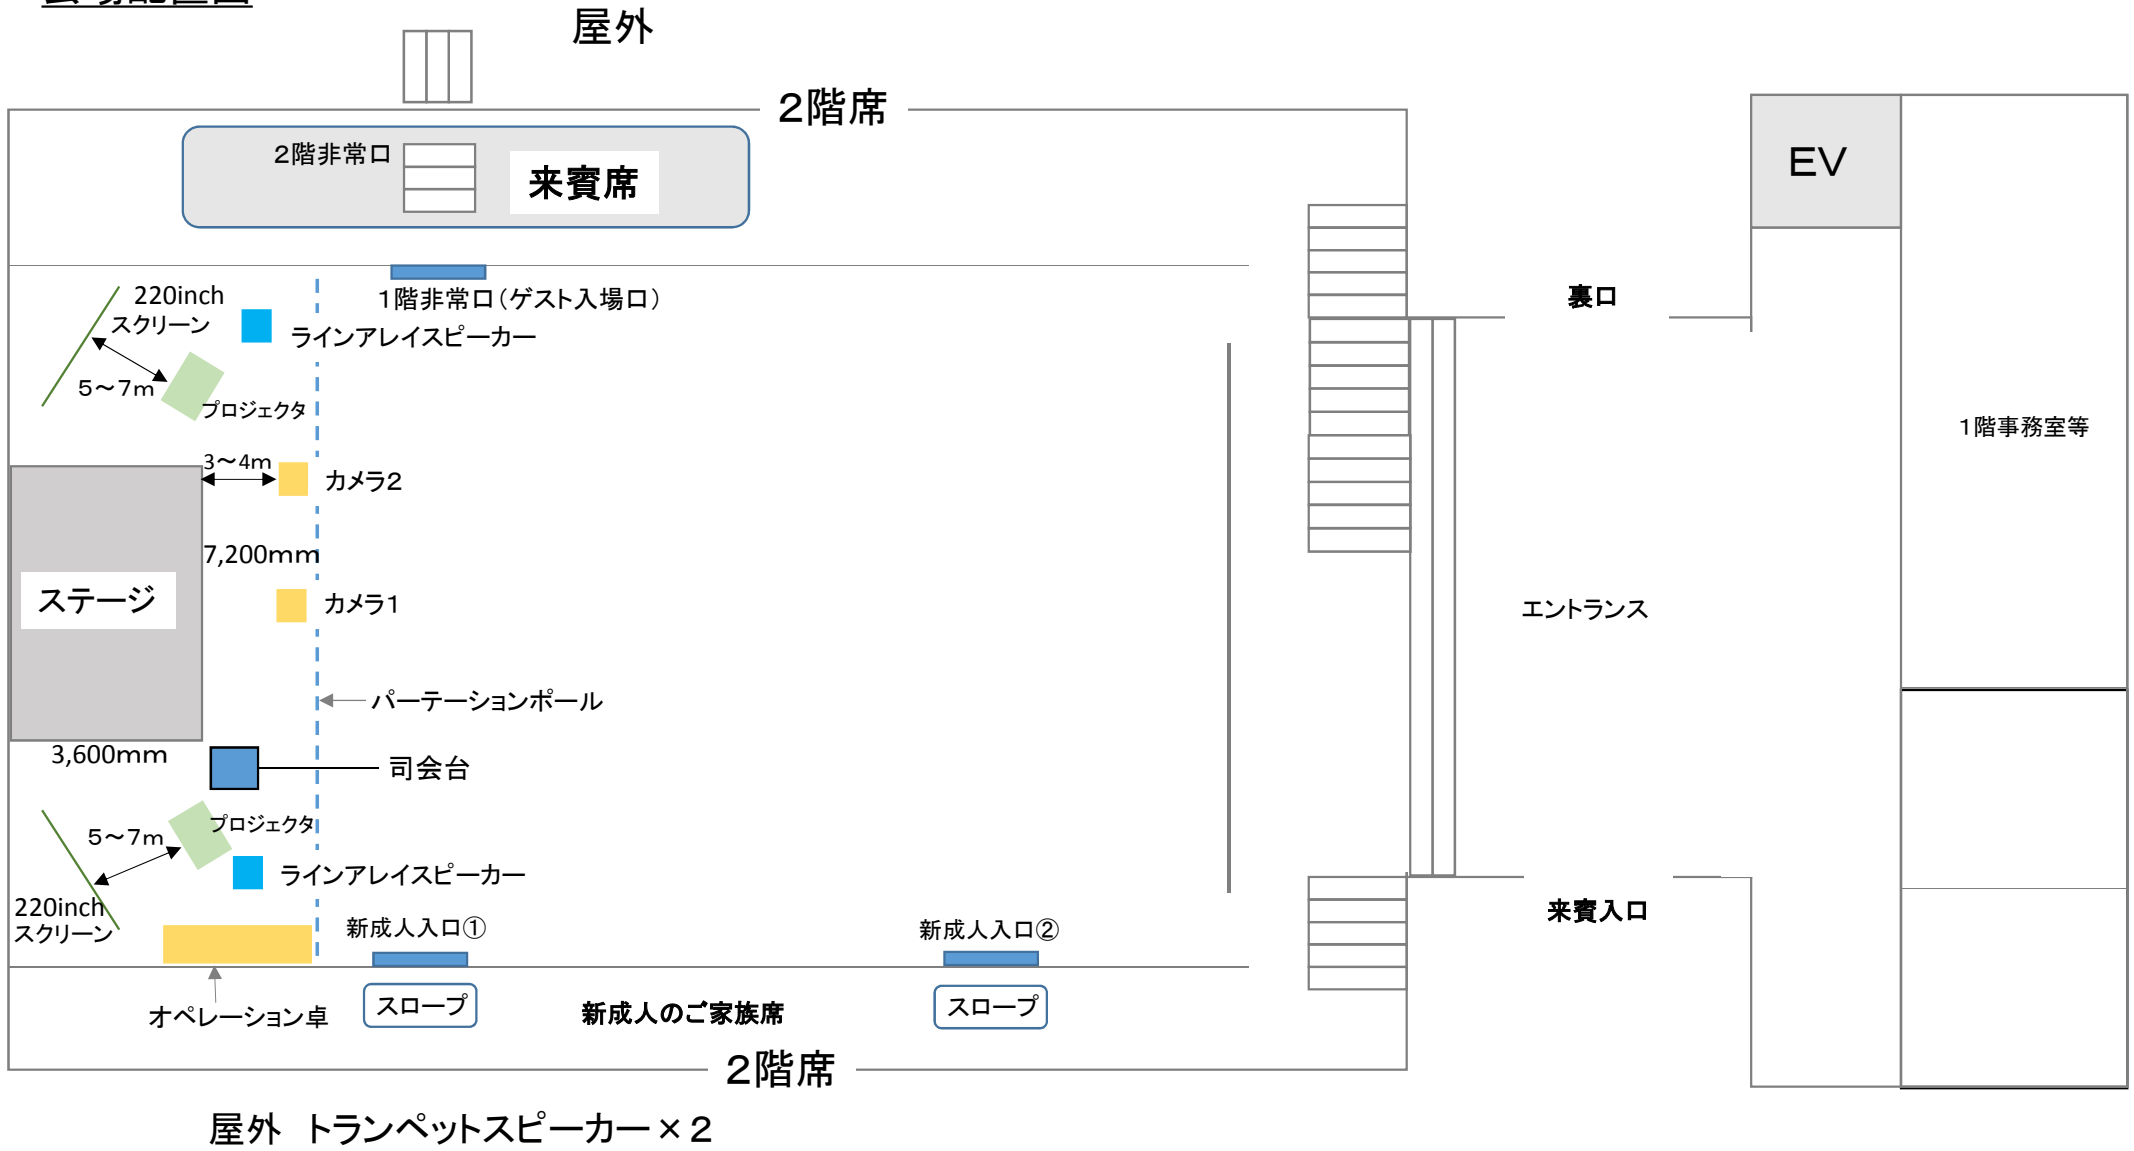 屋外
2階席
2階非常口
来賓席
EV
1階非常口(ゲスト入場口)
裏口
220inch
スクリーン
ラインアレイスピーカー
5~7m
プロジェクタ
1階事務室等
3~4m
カメラ2
7,200mm
ステージ
カメラ1
エントランス
パーテーションポール
3,600mm
司会台
プロジェクタ
5~7m
ラインアレイスピーカー
220inch
スクリーン
新成人入口①
新成人入口②
来賓入口
オペレーション卓
スロープ
新成人のご家族席
スロープ
2階席
屋外 トランペットスピーカー×2